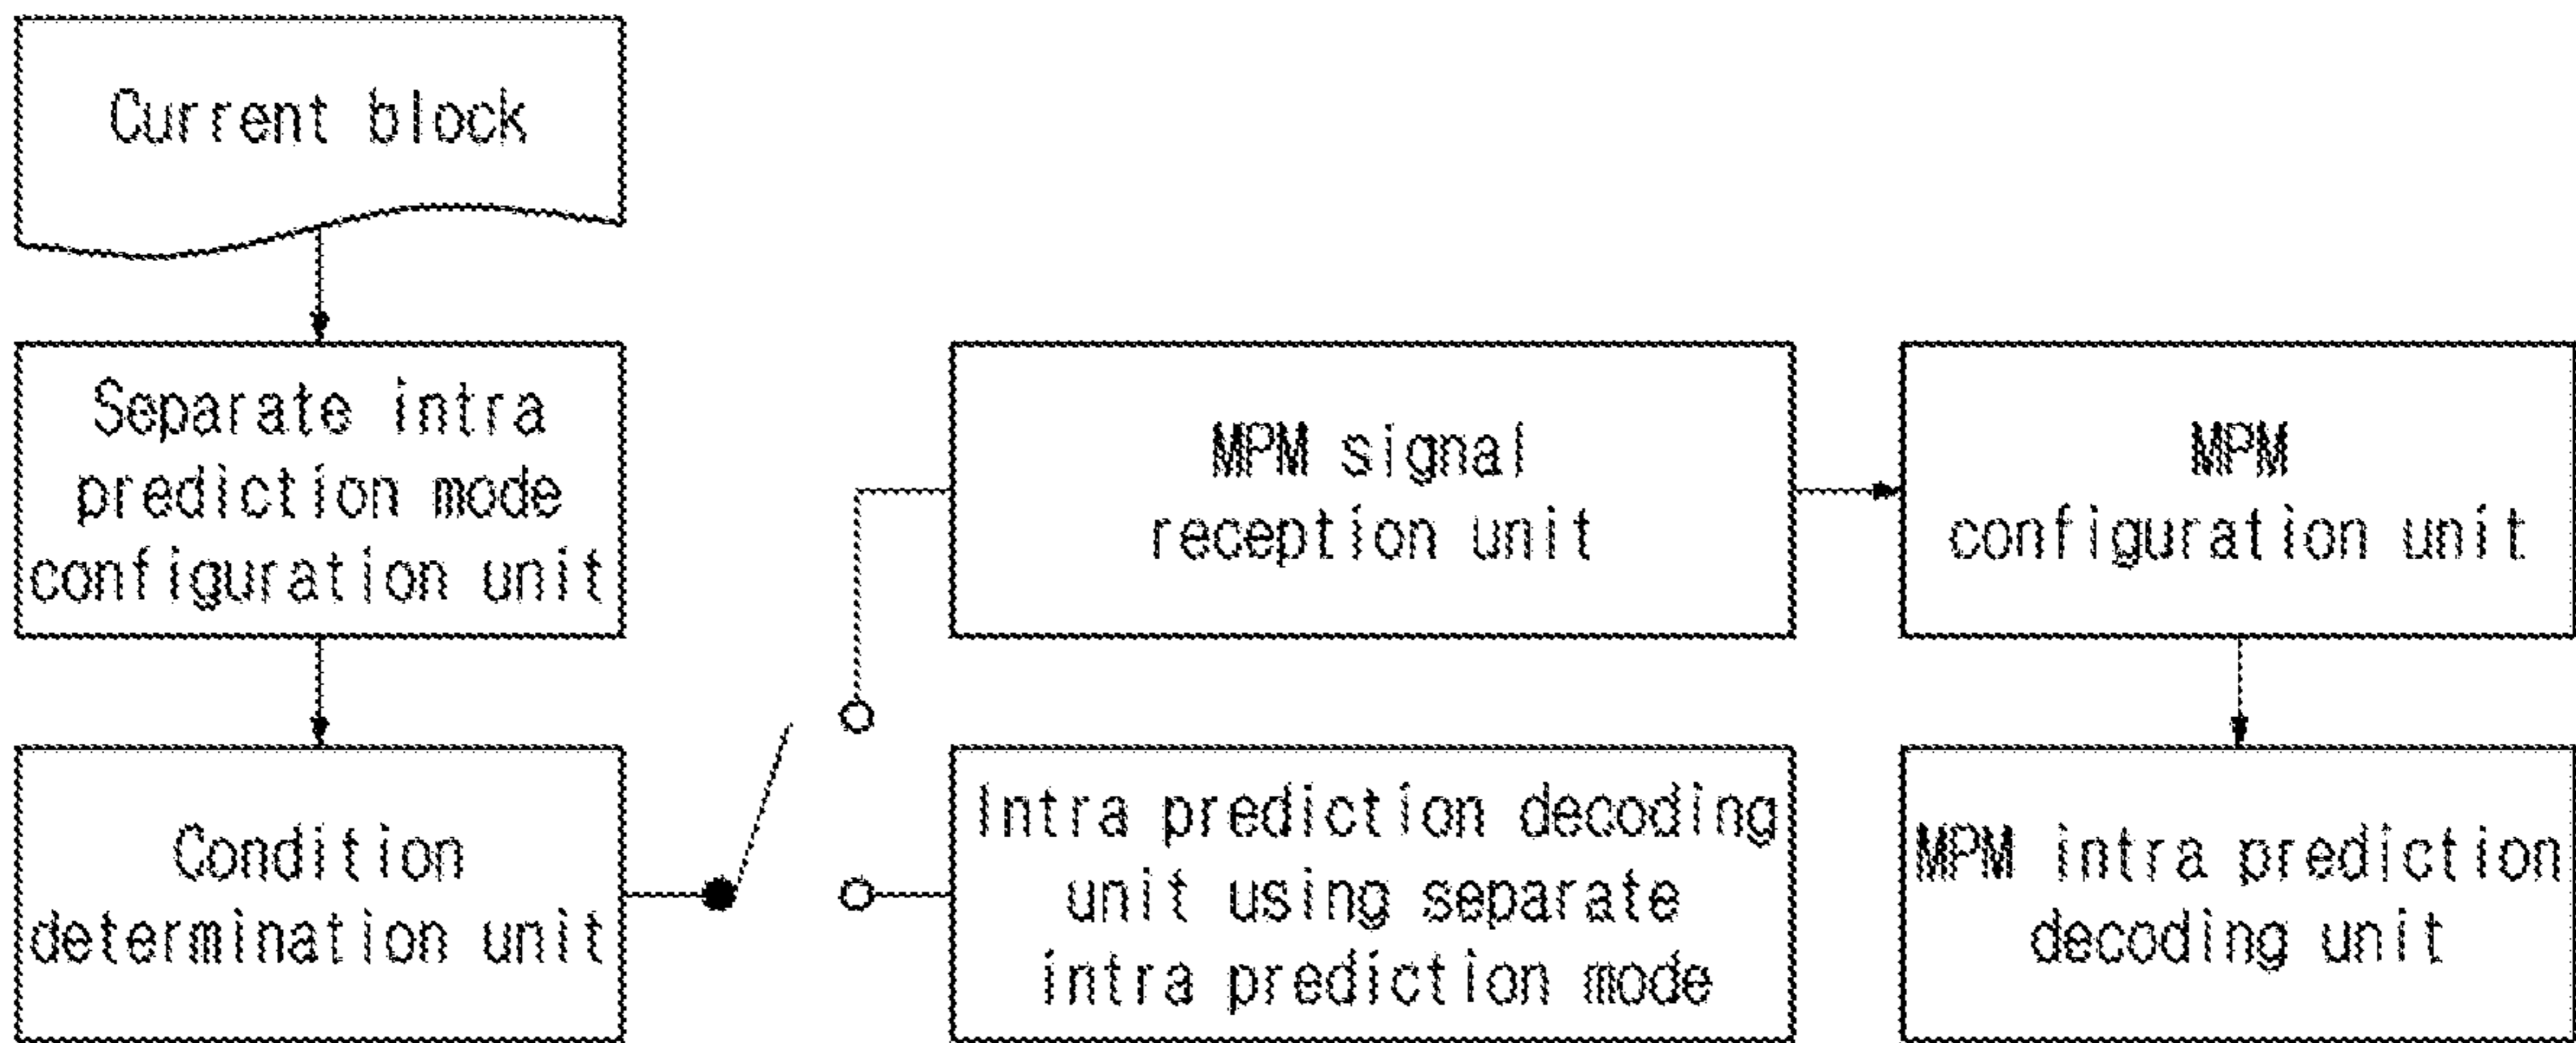 Current block
Separate intra
prediction mode
configuration unit
Condition
determination unit
MPM signal
reception unit
MPM
configuration unit
Intra prediction decoding
unit using separate
intra prediction mode
MPM intra prediction
decoding unit